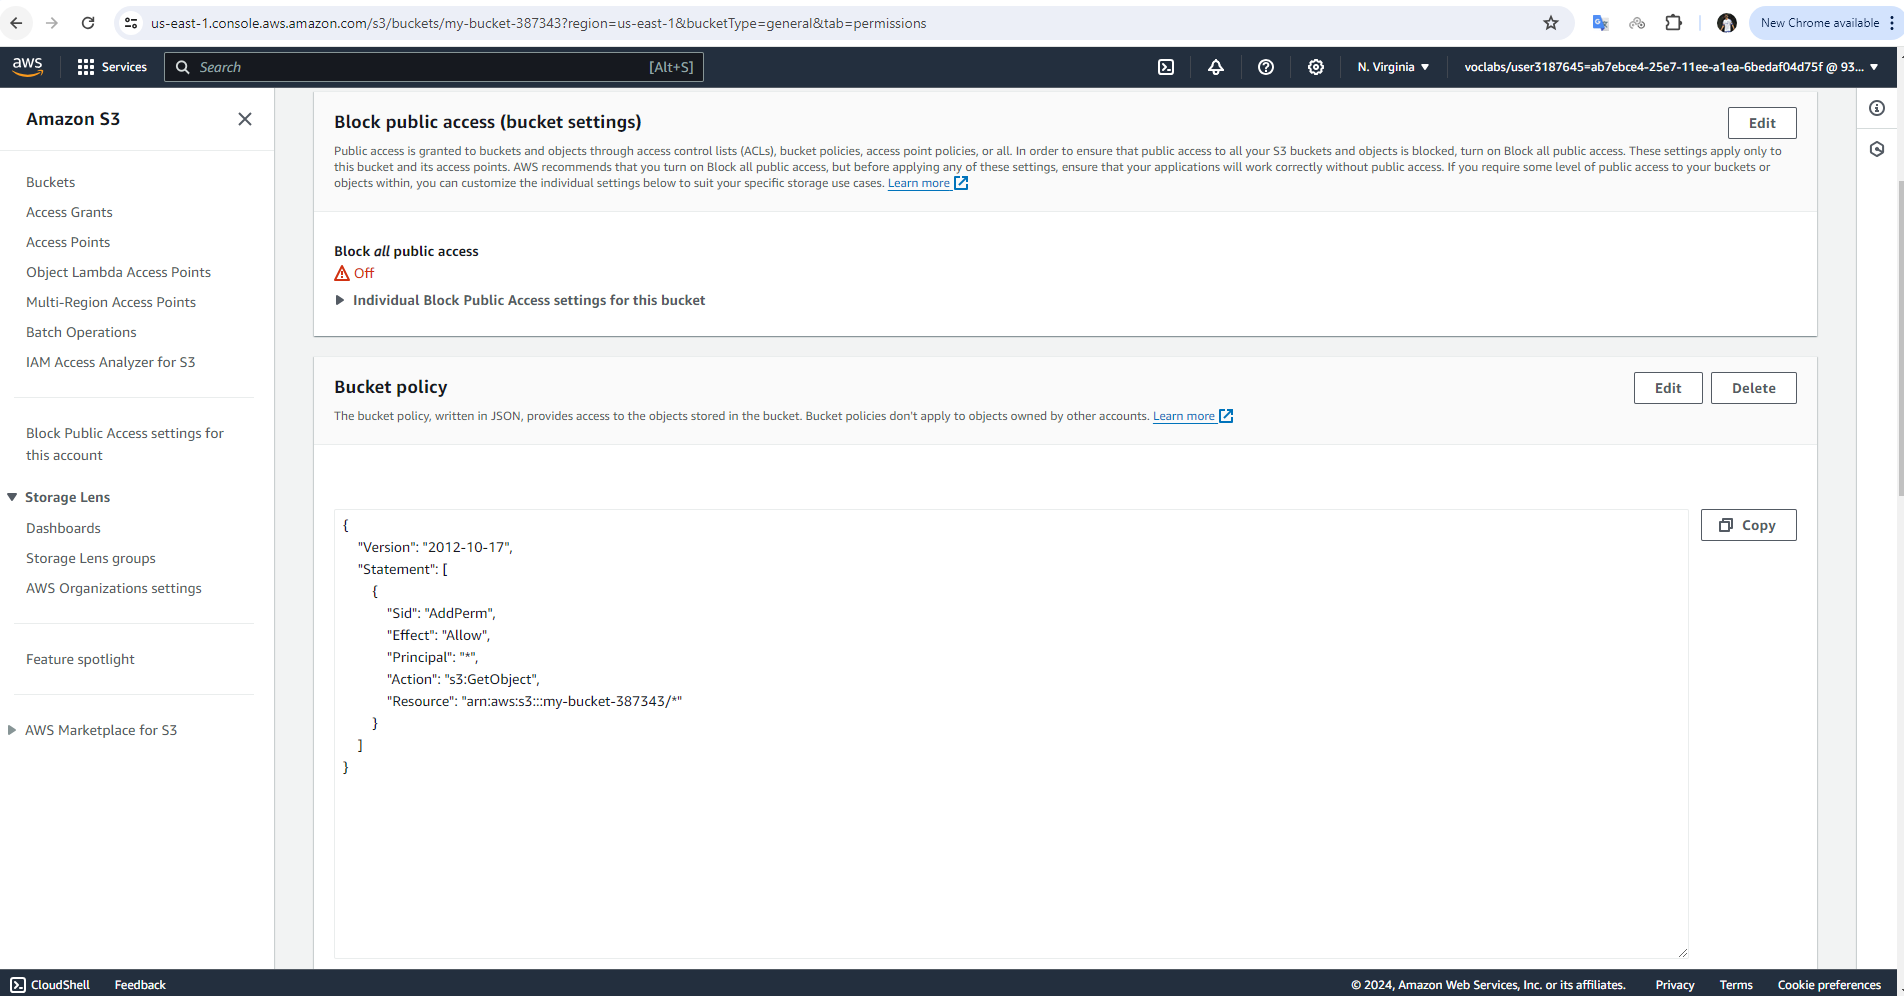 us-east-1.console.aws.amazon.com/s3/buckets/my-bucket-387343?region=us-east-1&bucketType=general&tab=permissions
New Chrome available
aws
Services
Search
[Alt+S]
N. Virginia
voclabs/user3187645=ab7ebce4-25e7-11ee-a1ea-6bedaf04d75f @ 93...
Amazon S3
Buckets
Access Grants
Access Points
Object Lambda Access Points
Multi-Region Access Points
Batch Operations
IAM Access Analyzer for S3
Block Public Access settings for
this account
Storage Lens
Dashboards
Storage Lens groups
AWS Organizations settings
Feature spotlight
AWS Marketplace for S3
Block public access (bucket settings)
Edit
Public access is granted to buckets and objects through access control lists (ACLs), bucket policies, access point policies, or all. In order to ensure that public access to all your S3 buckets and objects is blocked, turn on Block all public access. These settings apply only to
this bucket and its access points. AWS recommends that you turn on Block all public access, but before applying any of these settings, ensure that your applications will work correctly without public access. If you require some level of public access to your buckets or
objects within, you can customize the individual settings below to suit your specific storage use cases. Learn more
Block all public access
Off
Individual Block Public Access settings for this bucket
Bucket policy
Edit
Delete
The bucket policy, written in JSON, provides access to the objects stored in the bucket. Bucket policies don't apply to objects owned by other accounts. Learn more
Copy
{
"Version": "2012-10-17",
"Statement": [
{
"Sid": "AddPerm",
"Effect": "Allow",
"Principal": "*",
"Action": "s3:GetObject",
"Resource": "arn:aws:s3:::my-bucket-387343/*"
}
]
}
CloudShell
Feedback
© 2024, Amazon Web Services, Inc. or its affiliates.
Privacy
Terms
Cookie preferences